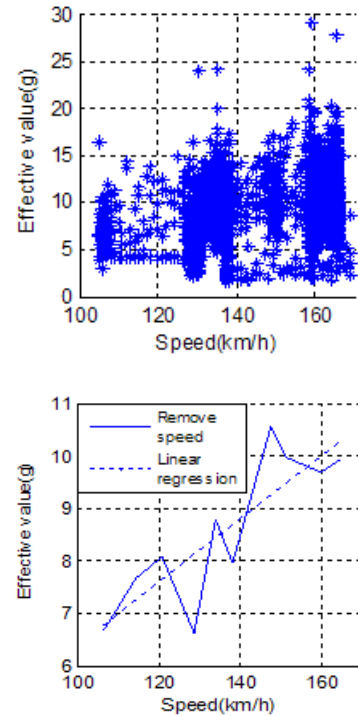 30
25
20
15
10
5
0
Effective value(g)
100 120 140 160
Speed(km/h)
11
10
9
8
7
6
Effective value(g)
Remove
speed
Linear
regression
100 120 140 160
Speed(km/h)